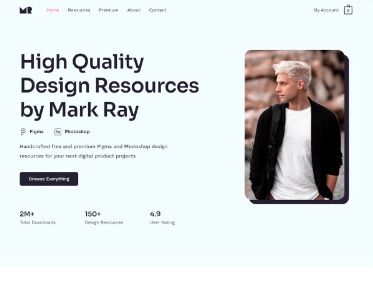 MR
Home Resources Premium About Contact
My Account 0
High Quality
Design Resources
by Mark Ray
Figma Photoshop
Handcrafted free and premium Figma and Photoshop design
resources for your next digital product projects
Browse Everything
2M+ 150+ 4.9
Total Downloads Design Resources User Rating